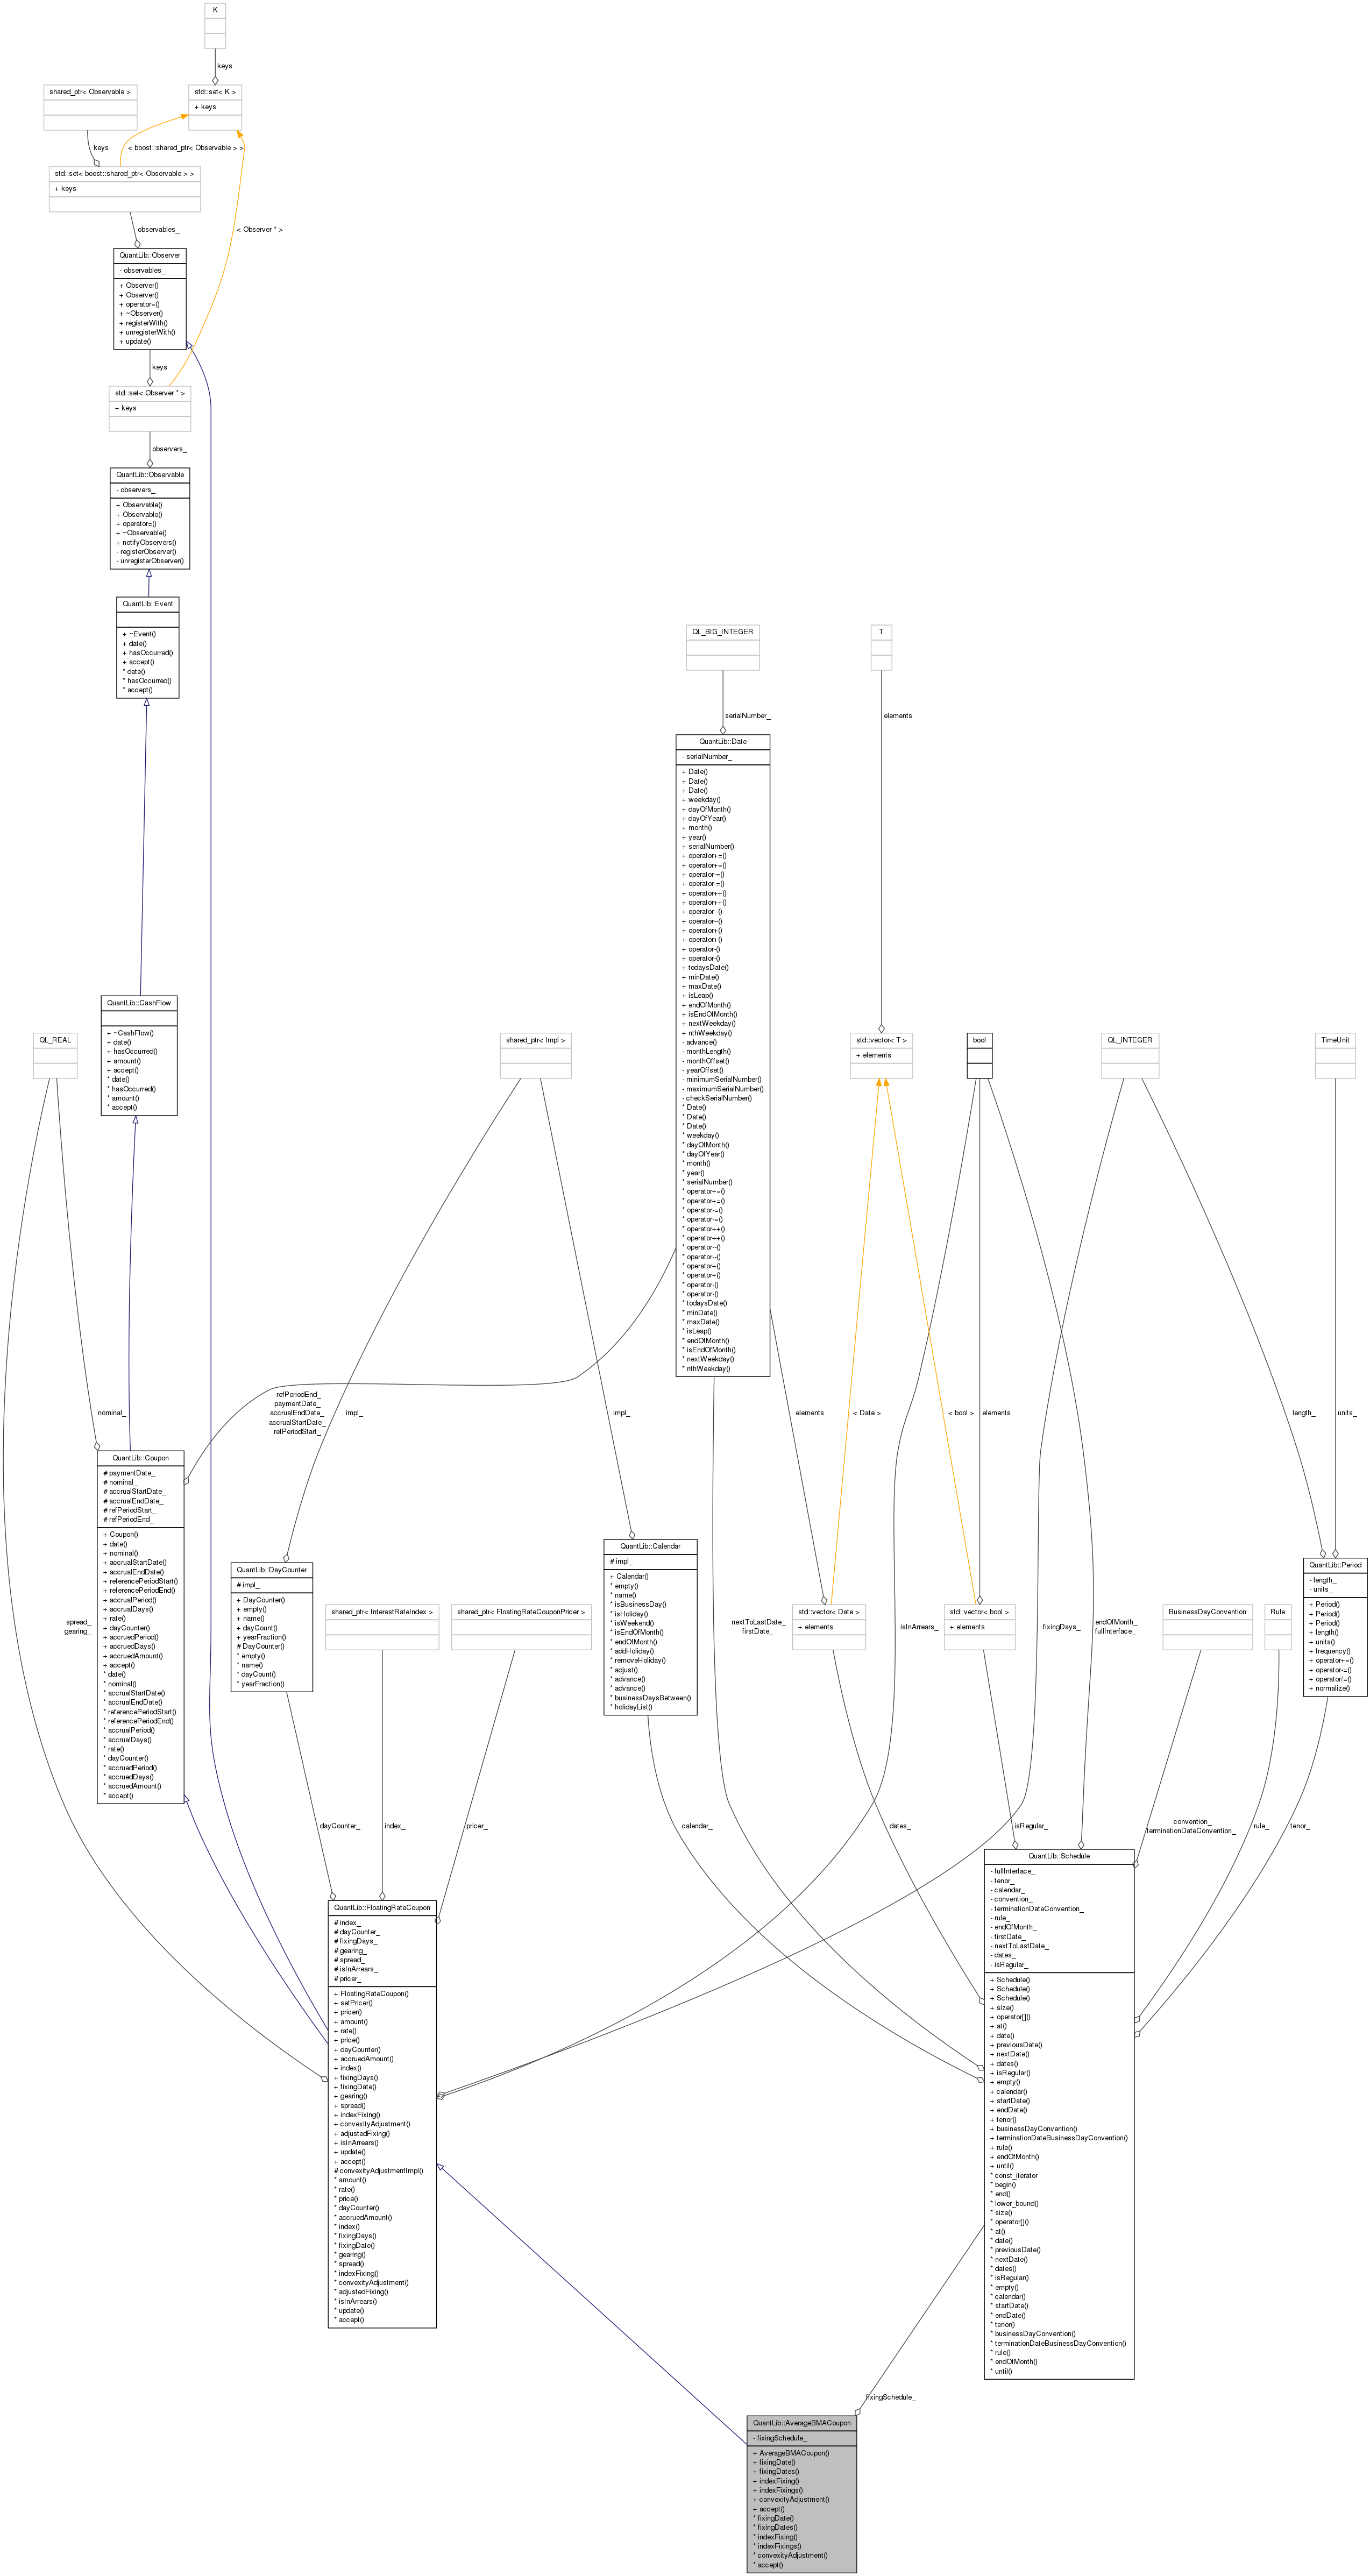 K
keys
shared_ptr< Observable >
std::set< K >
+ keys
keys
< boost::shared_ptr< Observable > >
std::set< boost::shared_ptr< Observable > >
+ keys
observables_
< Observer * >
QuantLib::Observer
- observables_
+ Observer()
+ Observer()
+ operator=()
+ ~Observer()
+ registerWith()
+ unregisterWith()
+ update()
keys
std::set< Observer * >
+ keys
observers_
QuantLib::Observable
- observers_
+ Observable()
+ Observable()
+ operator=()
+ ~Observable()
+ notifyObservers()
- registerObserver()
- unregisterObserver()
QuantLib::Event
+ ~Event()
+ date()
+ hasOccurred()
+ accept()
* date()
* hasOccurred()
* accept()
QL_BIG_INTEGER
T
serialNumber_
elements
QuantLib::Date
- serialNumber_
+ Date()
+ Date()
+ Date()
+ weekday()
+ dayOfMonth()
+ dayOfYear()
+ month()
+ year()
+ serialNumber()
+ operator+=()
+ operator+=()
+ operator-=()
+ operator-=()
+ operator++()
+ operator++()
+ operator--()
+ operator--()
+ operator+()
+ operator+()
+ operator-()
+ operator-()
+ todaysDate()
+ minDate()
+ maxDate()
+ isLeap()
+ endOfMonth()
+ isEndOfMonth()
+ nextWeekday()
+ nthWeekday()
- advance()
- monthLength()
- monthOffset()
- yearOffset()
- minimumSerialNumber()
- maximumSerialNumber()
- checkSerialNumber()
* Date()
* Date()
* Date()
* weekday()
* dayOfMonth()
* dayOfYear()
* month()
* year()
* serialNumber()
* operator+=()
* operator+=()
* operator-=()
* operator-=()
* operator++()
* operator++()
* operator--()
* operator--()
* operator+()
* operator+()
* operator-()
* operator-()
* todaysDate()
* minDate()
* maxDate()
* isLeap()
* endOfMonth()
* isEndOfMonth()
* nextWeekday()
* nthWeekday()
QuantLib::CashFlow
+ ~CashFlow()
+ date()
+ hasOccurred()
+ amount()
+ accept()
* date()
* hasOccurred()
* amount()
* accept()
QL_REAL
shared_ptr< Impl >
std::vector< T >
+ elements
bool
QL_INTEGER
TimeUnit
nominal_
refPeriodEnd_
paymentDate_
accrualEndDate_
accrualStartDate_
refPeriodStart_
impl_
impl_
elements
< Date >
< bool >
elements
length_
units_
QuantLib::Coupon
# paymentDate_
# nominal_
# accrualStartDate_
# accrualEndDate_
# refPeriodStart_
# refPeriodEnd_
+ Coupon()
+ date()
+ nominal()
+ accrualStartDate()
+ accrualEndDate()
+ referencePeriodStart()
+ referencePeriodEnd()
+ accrualPeriod()
+ accrualDays()
+ rate()
+ dayCounter()
+ accruedPeriod()
+ accruedDays()
+ accruedAmount()
+ accept()
* date()
* nominal()
* accrualStartDate()
* accrualEndDate()
* referencePeriodStart()
* referencePeriodEnd()
* accrualPeriod()
* accrualDays()
* rate()
* dayCounter()
* accruedPeriod()
* accruedDays()
* accruedAmount()
* accept()
QuantLib::DayCounter
# impl_
+ DayCounter()
+ empty()
+ name()
+ dayCount()
+ yearFraction()
# DayCounter()
* empty()
* name()
* dayCount()
* yearFraction()
shared_ptr< InterestRateIndex >
shared_ptr< FloatingRateCouponPricer >
QuantLib::Calendar
# impl_
+ Calendar()
* empty()
* name()
* isBusinessDay()
* isHoliday()
* isWeekend()
* isEndOfMonth()
* endOfMonth()
* addHoliday()
* removeHoliday()
* adjust()
* advance()
* advance()
* businessDaysBetween()
* holidayList()
std::vector< Date >
+ elements
std::vector< bool >
+ elements
BusinessDayConvention
Rule
QuantLib::Period
- length_
- units_
+ Period()
+ Period()
+ Period()
+ length()
+ units()
+ frequency()
+ operator+=()
+ operator-=()
+ operator/=()
+ normalize()
spread_
gearing_
nextToLastDate_
firstDate_
isInArrears_
fixingDays_
endOfMonth_
fullInterface_
dayCounter_
index_
pricer_
calendar_
dates_
isRegular_
convention_
terminationDateConvention_
rule_
tenor_
QuantLib::FloatingRateCoupon
# index_
# dayCounter_
# fixingDays_
# gearing_
# spread_
# isInArrears_
# pricer_
+ FloatingRateCoupon()
+ setPricer()
+ pricer()
+ amount()
+ rate()
+ price()
+ dayCounter()
+ accruedAmount()
+ index()
+ fixingDays()
+ fixingDate()
+ gearing()
+ spread()
+ indexFixing()
+ convexityAdjustment()
+ adjustedFixing()
+ isInArrears()
+ update()
+ accept()
# convexityAdjustmentImpl()
* amount()
* rate()
* price()
* dayCounter()
* accruedAmount()
* index()
* fixingDays()
* fixingDate()
* gearing()
* spread()
* indexFixing()
* convexityAdjustment()
* adjustedFixing()
* isInArrears()
* update()
* accept()
QuantLib::Schedule
- fullInterface_
- tenor_
- calendar_
- convention_
- terminationDateConvention_
- rule_
- endOfMonth_
- firstDate_
- nextToLastDate_
- dates_
- isRegular_
+ Schedule()
+ Schedule()
+ Schedule()
+ size()
+ operator[]()
+ at()
+ date()
+ previousDate()
+ nextDate()
+ dates()
+ isRegular()
+ empty()
+ calendar()
+ startDate()
+ endDate()
+ tenor()
+ businessDayConvention()
+ terminationDateBusinessDayConvention()
+ rule()
+ endOfMonth()
+ until()
* const_iterator
* begin()
* end()
* lower_bound()
* size()
* operator[]()
* at()
* date()
* previousDate()
* nextDate()
* dates()
* isRegular()
* empty()
* calendar()
* startDate()
* endDate()
* tenor()
* businessDayConvention()
* terminationDateBusinessDayConvention()
* rule()
* endOfMonth()
* until()
fixingSchedule_
QuantLib::AverageBMACoupon
- fixingSchedule_
+ AverageBMACoupon()
+ fixingDate()
+ fixingDates()
+ indexFixing()
+ indexFixings()
+ convexityAdjustment()
+ accept()
* fixingDate()
* fixingDates()
* indexFixing()
* indexFixings()
* convexityAdjustment()
* accept()